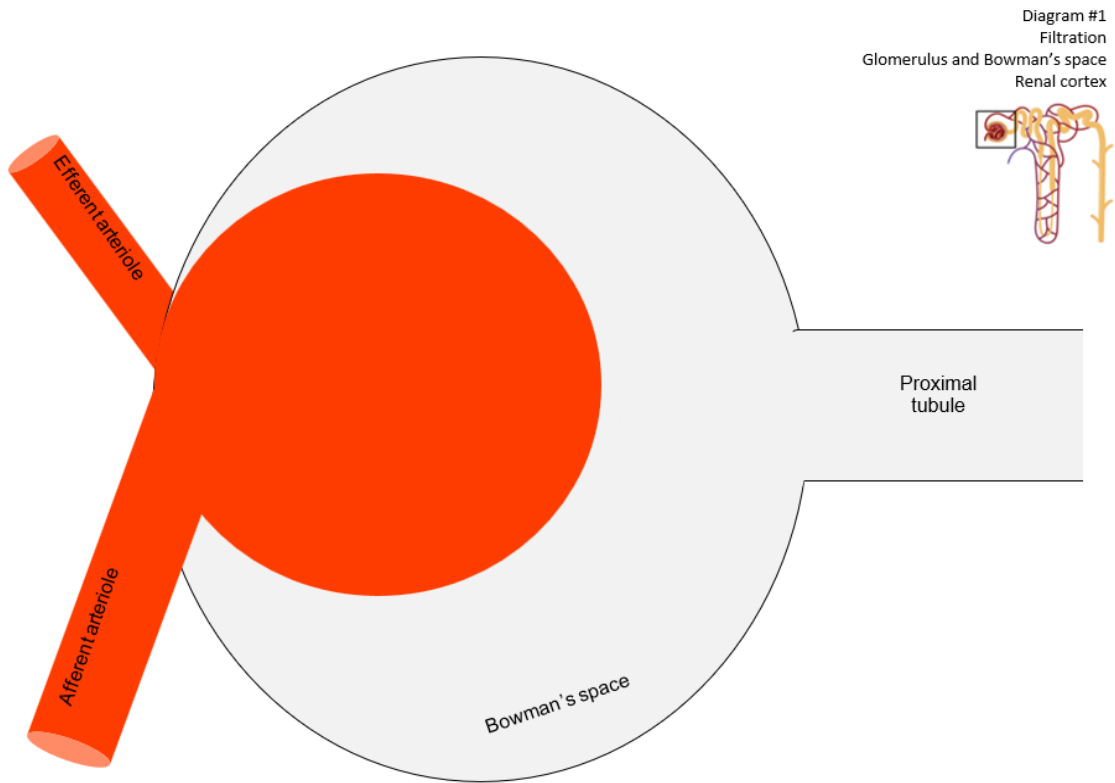 Diagram #1
Filtration
Glomerulus and Bowman's space
Renal cortex
Efferent arteriole
Proximal
tubule
Afferent arteriole
Bowman's space